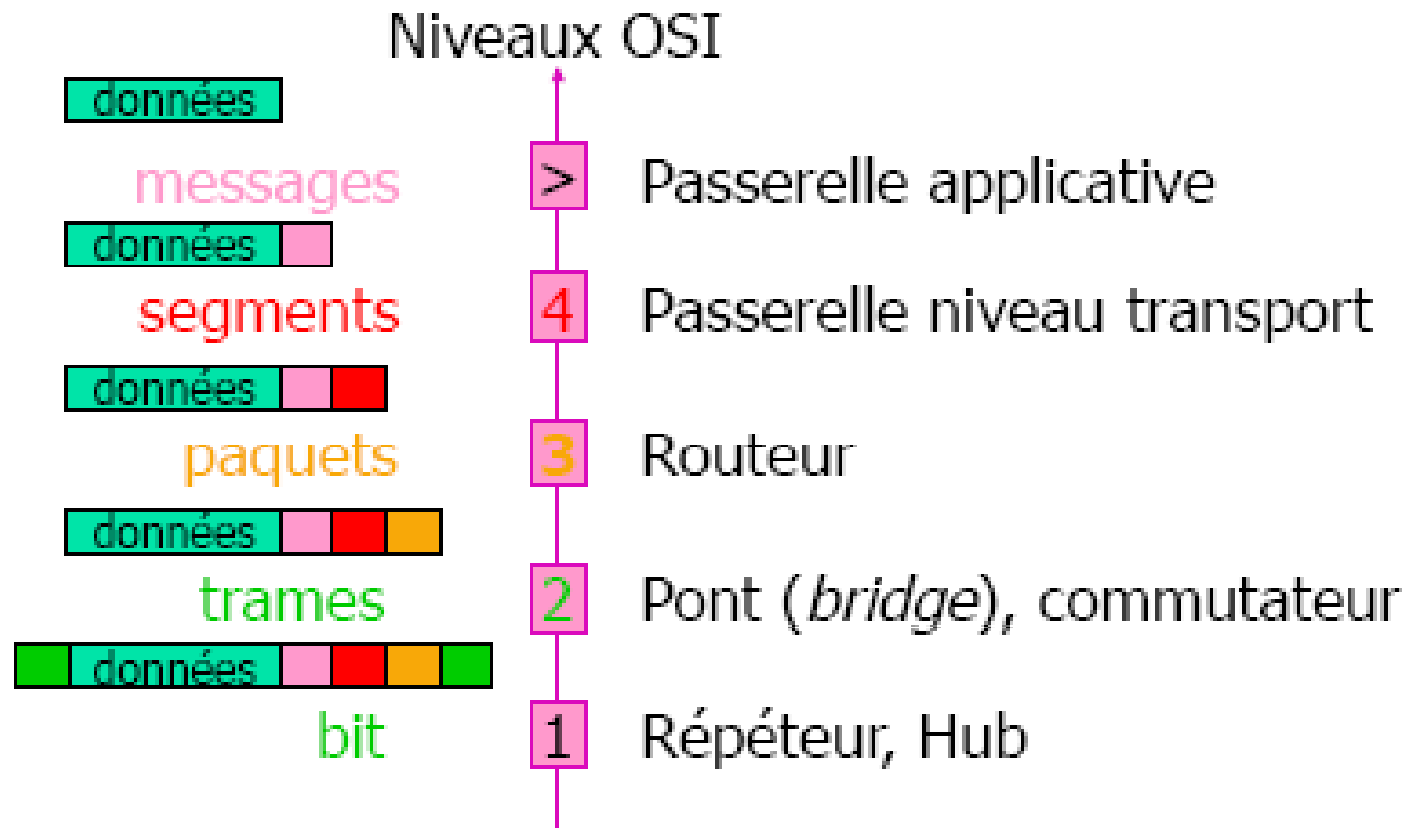 Niveaux OSI
données
messages > Passerelle applicative
données
segments 4 Passerelle niveau transport
données
paquets 3 Routeur
données
trames 2 Pont (bridge), commutateur
données
bit 1 Répéteur, Hub